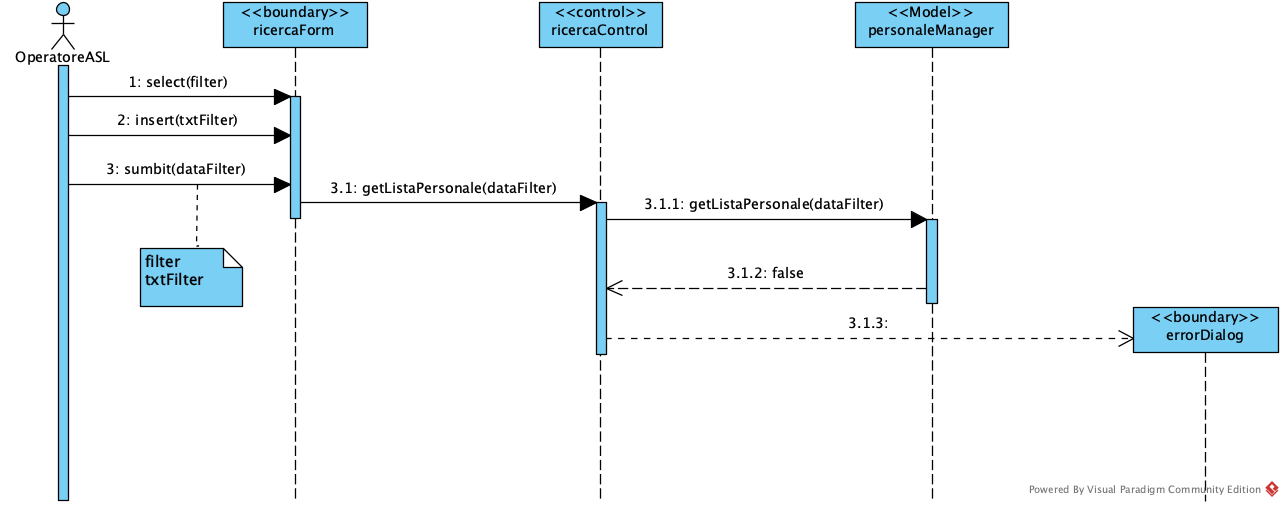 OperatoreASL
<<boundary>>
ricercaForm
<<control>>
ricercaControl
<<Model>>
personaleManager
1: select(filter)
2: insert(txtFilter)
3: sumbit(dataFilter)
3.1: getListaPersonale(dataFilter)
3.1.1: getListaPersonale(dataFilter)
filter
txtFilter
3.1.2: false
3.1.3:
<<boundary>>
errorDialog
Powered By Visual Paradigm Community Edition